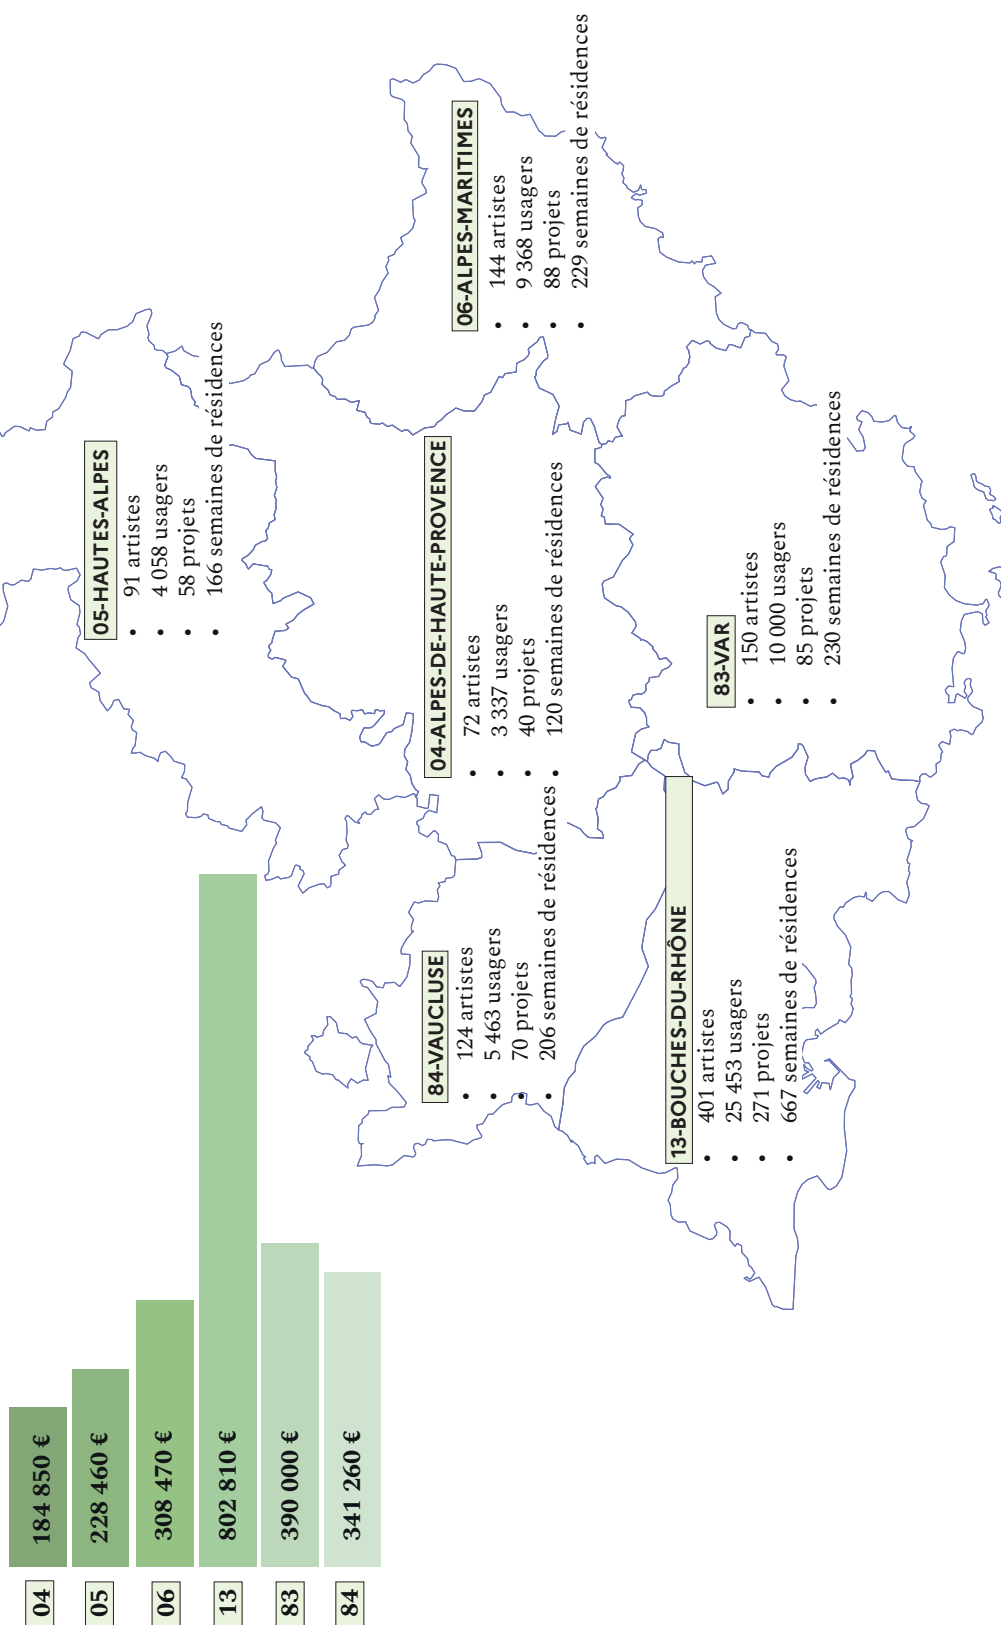 04 184 850 €
05 228 460 €
06 308 470 €
13 802 810 €
83 390 000 €
84 341 260 €
05-HAUTES-ALPES
• 91 artistes
• 4 058 usagers
• 58 projets
• 166 semaines de résidences
84-VAUCLUSE
• 124 artistes
• 5 463 usagers
• 70 projets
• 206 semaines de résidences
04-ALPES-DE-HAUTE-PROVENCE
• 72 artistes
• 3 337 usagers
• 40 projets
• 120 semaines de résidences
06-ALPES-MARITIMES
• 144 artistes
• 9 368 usagers
• 88 projets
• 229 semaines de résidences
13-BOUCHES-DU-RHÔNE
• 401 artistes
• 25 453 usagers
• 271 projets
• 667 semaines de résidences
83-VAR
• 150 artistes
• 10 000 usagers
• 85 projets
• 230 semaines de résidences